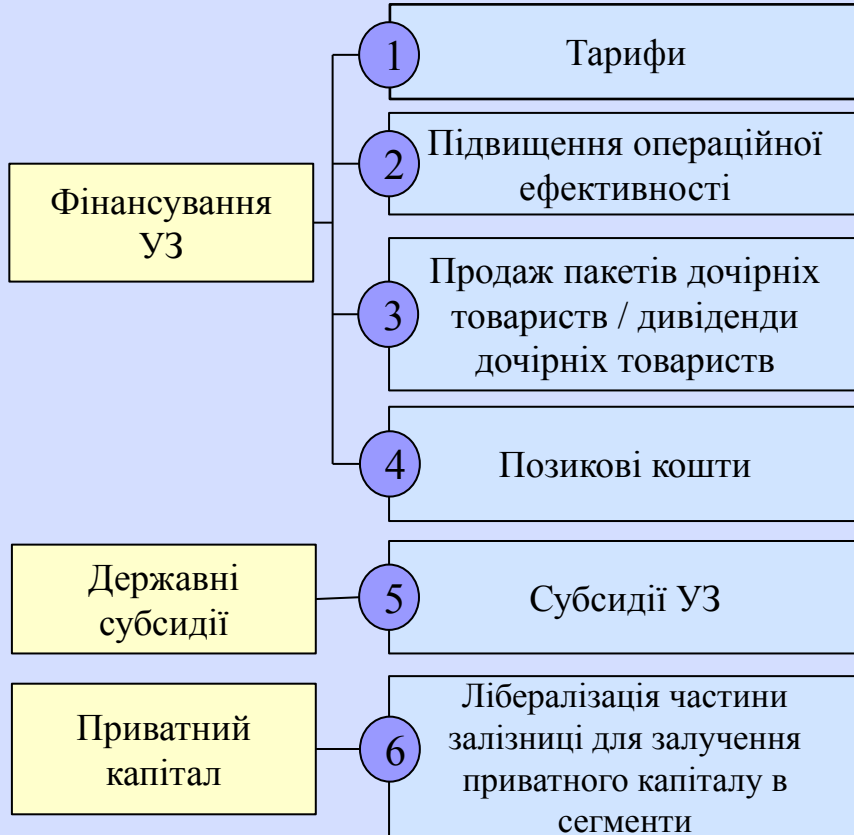 1
Тарифи
2
Підвищення операційної
ефективності
Фінансування
УЗ
3
Продаж пакетів дочірніх
товариств / дивіденди
дочірніх товариств
4
Позикові кошти
Державні
субсидії
5
Субсидії УЗ
Приватний
капітал
6
Лібералізація частини
залізниці для залучення
приватного капіталу в
сегменти